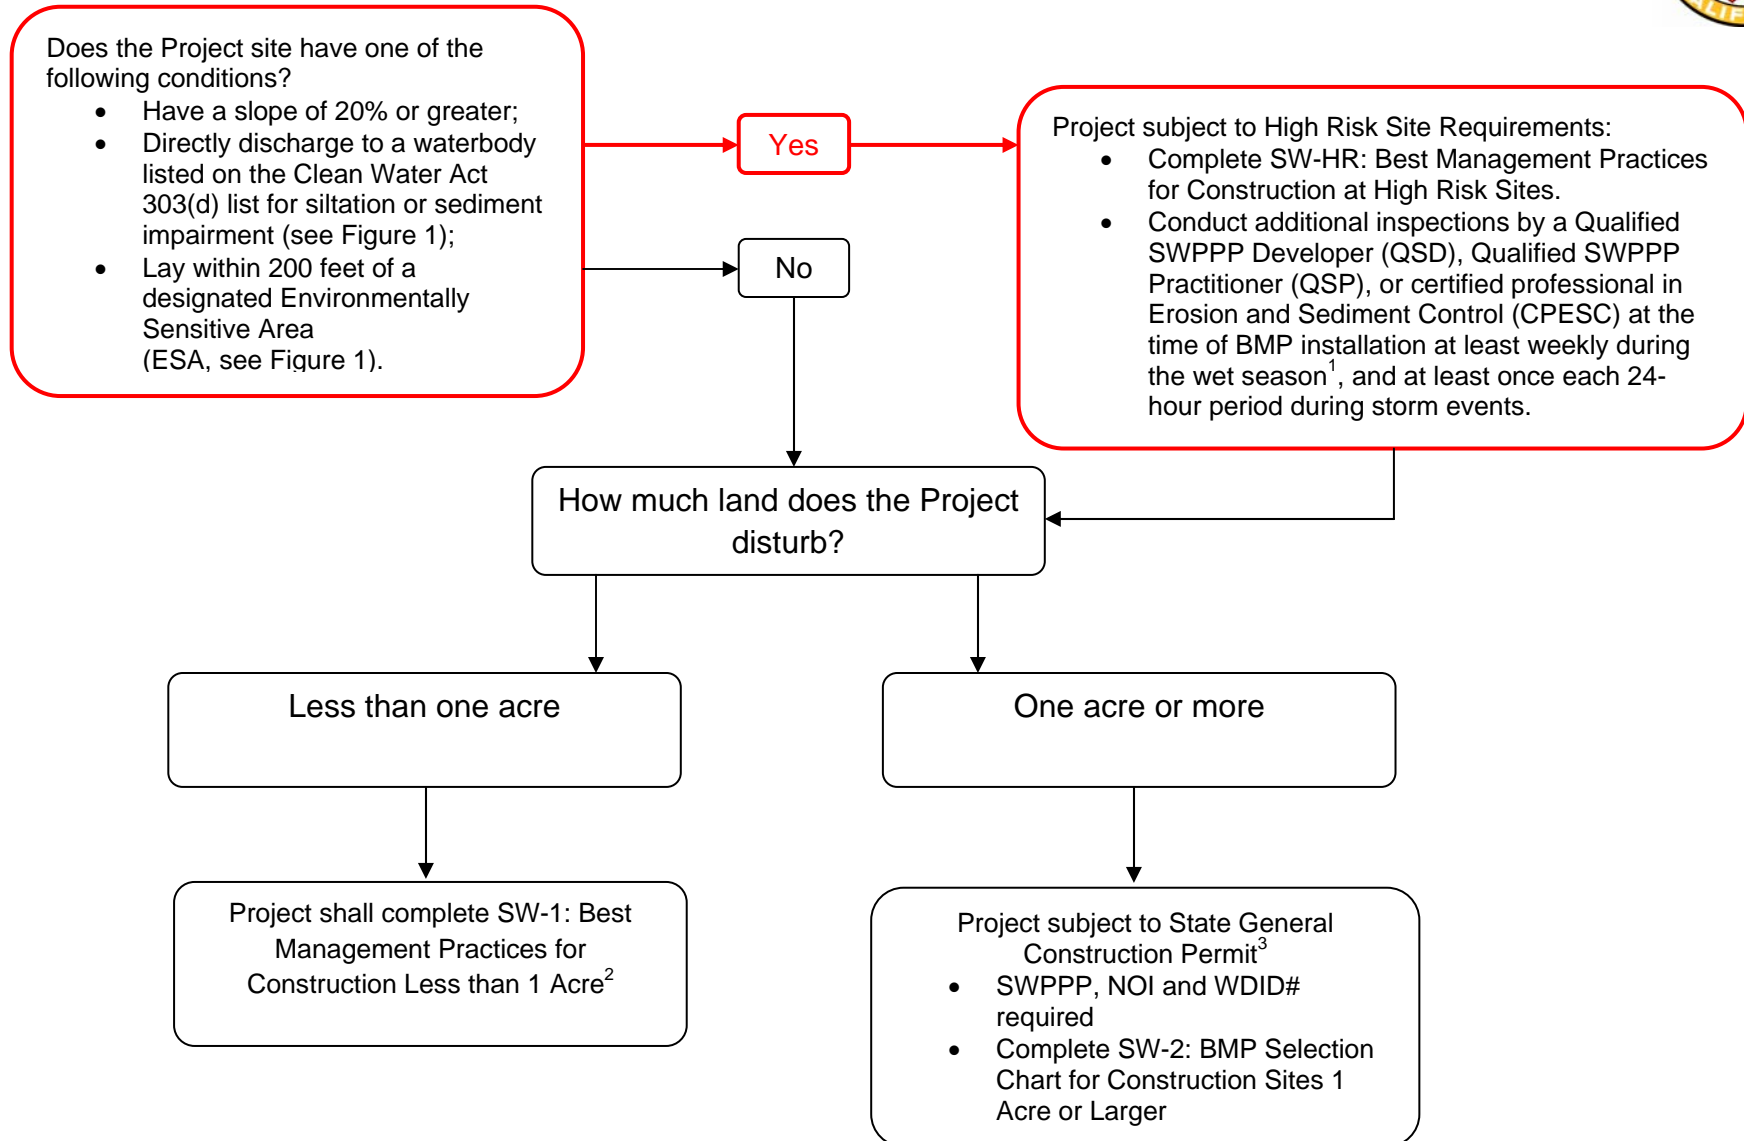 Does the Project site have one of the
following conditions?
• Have a slope of 20% or greater;
• Directly discharge to a waterbody
listed on the Clean Water Act
303(d) list for siltation or sediment
impairment (see Figure 1);
• Lay within 200 feet of a
designated Environmentally
Sensitive Area
(ESA, see Figure 1).
Yes
No
Project subject to High Risk Site Requirements:
• Complete SW-HR: Best Management Practices
for Construction at High Risk Sites.
• Conduct additional inspections by a Qualified
SWPPP Developer (QSD), Qualified SWPPP
Practitioner (QSP), or certified professional in
Erosion and Sediment Control (CPESC) at the
time of BMP installation at least weekly during
the wet season¹, and at least once each 24-
hour period during storm events.
How much land does the Project
disturb?
Less than one acre
One acre or more
Project shall complete SW-1: Best
Management Practices for
Construction Less than 1 Acre²
Project subject to State General
Construction Permit³
• SWPPP, NOI and WDID#
required
• Complete SW-2: BMP Selection
Chart for Construction Sites 1
Acre or Larger